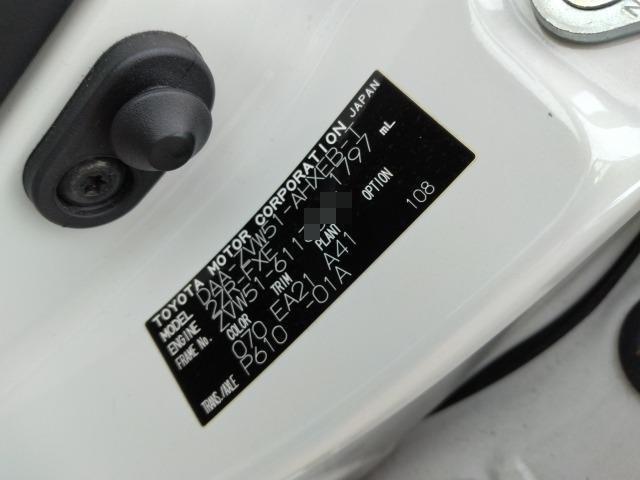 TOYOTA MOTOR CORPORATION JAPAN
MODEL DAA-ZVW51-AHXEB-1
ENGINE 2ZR-FXE 1797 mL
FRAME No. ZVW51-611
COLOR TRIM PLANT OPTION
070 EA21 A41 108
TRANS./AXLE P610 -01A